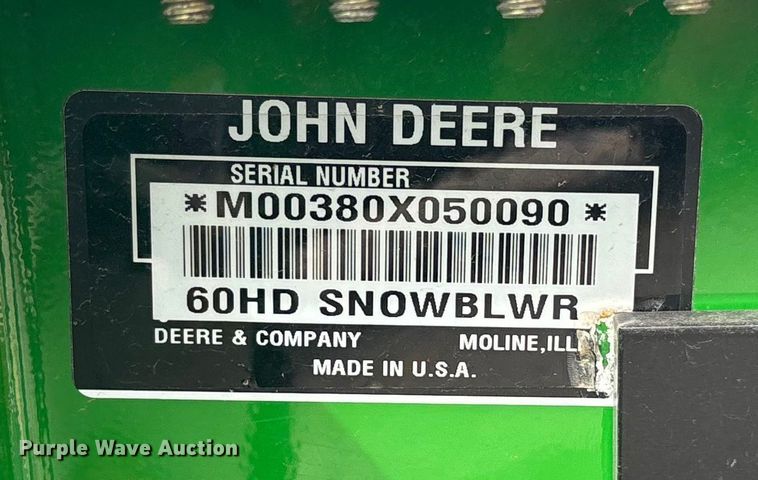 JOHN DEERE
SERIAL NUMBER
*M00380X050090*
60HD SNOWBLWR
DEERE & COMPANY MOLINE,ILL
MADE IN U.S.A.
Purple Wave Auction